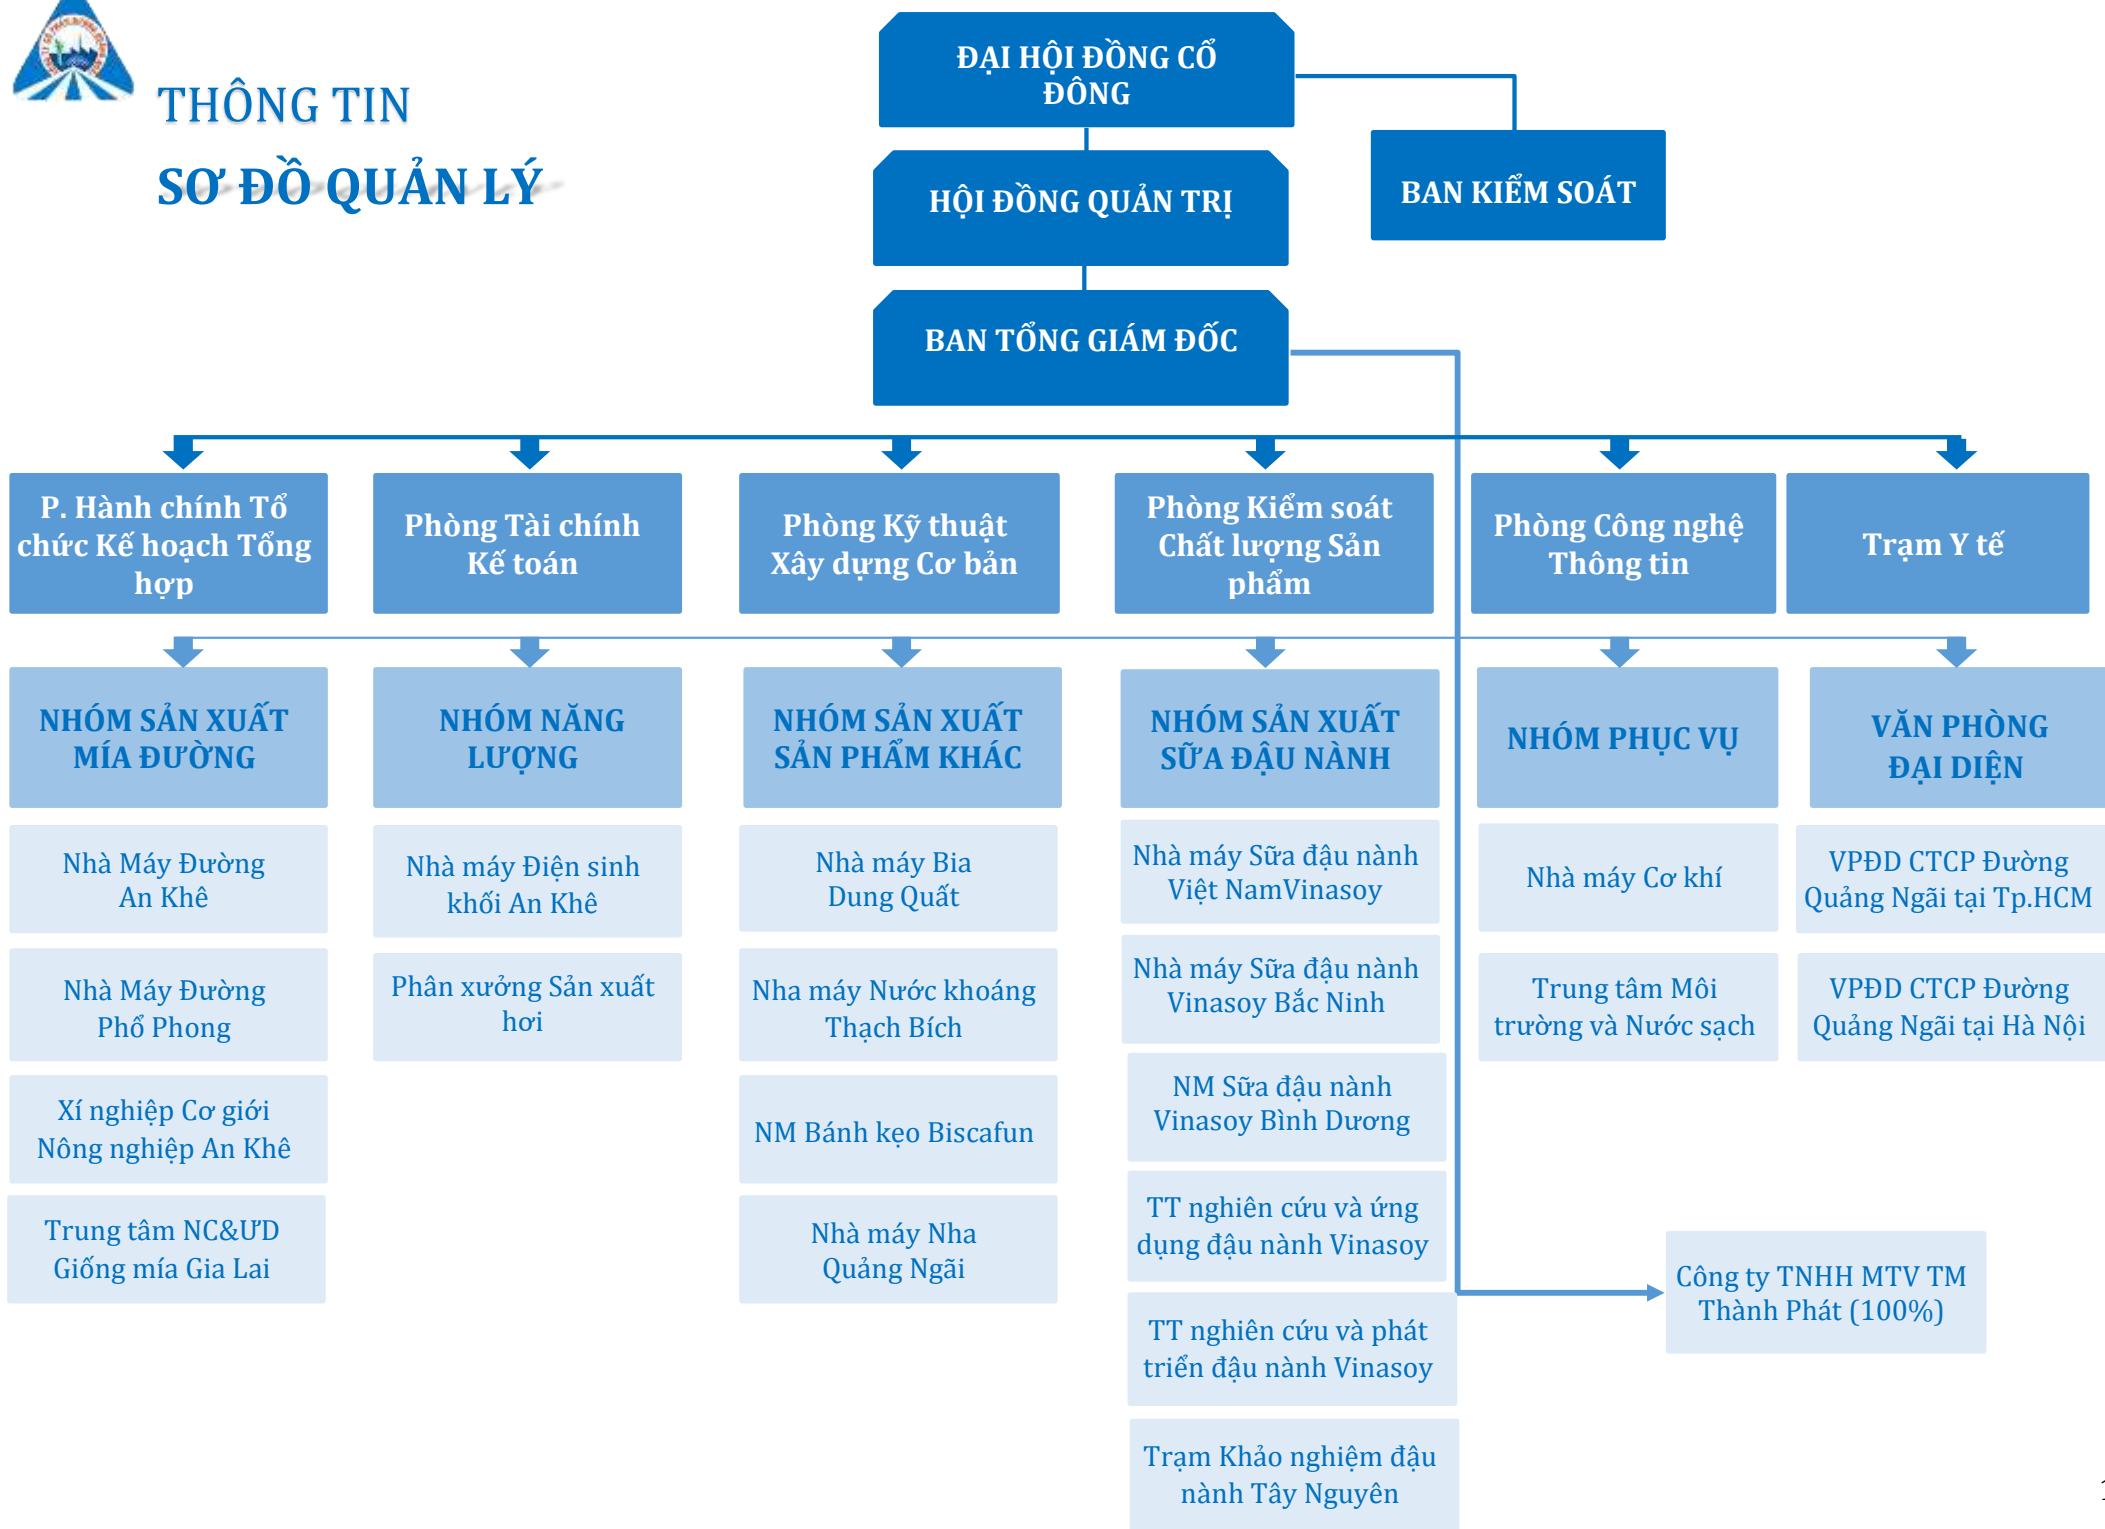 THÔNG TIN
SƠ ĐỒ QUẢN LÝ
ĐẠI HỘI ĐỒNG CỔ
ĐÔNG
BAN KIỂM SOÁT
HỘI ĐỒNG QUẢN TRỊ
BAN TỔNG GIÁM ĐỐC
P. Hành chính Tổ
chức Kế hoạch Tổng
hợp
Phòng Tài chính
Kế toán
Phòng Kỹ thuật
Xây dựng Cơ bản
Phòng Kiểm soát
Chất lượng Sản
phẩm
Phòng Công nghệ
Thông tin
Trạm Y tế
NHÓM SẢN XUẤT
MÍA ĐƯỜNG
NHÓM NĂNG
LƯỢNG
NHÓM SẢN XUẤT
SẢN PHẨM KHÁC
NHÓM SẢN XUẤT
SỮA ĐẬU NÀNH
NHÓM PHỤC VỤ
VĂN PHÒNG
ĐẠI DIỆN
Nhà Máy Đường
An Khê
Nhà Máy Đường
Phổ Phong
Xí nghiệp Cơ giới
Nông nghiệp An Khê
Trung tâm NC&ƯD
Giống mía Gia Lai
Nhà máy Điện sinh
khối An Khê
Phân xưởng Sản xuất
hơi
Nhà máy Bia
Dung Quất
Nha máy Nước khoáng
Thạch Bích
NM Bánh kẹo Biscafun
Nhà máy Nha
Quảng Ngãi
Nhà máy Sữa đậu nành
Việt NamVinasoy
Nhà máy Sữa đậu nành
Vinasoy Bắc Ninh
NM Sữa đậu nành
Vinasoy Bình Dương
TT nghiên cứu và ứng
dụng đậu nành Vinasoy
TT nghiên cứu và phát
triển đậu nành Vinasoy
Trạm Khảo nghiệm đậu
nành Tây Nguyên
Nhà máy Cơ khí
Trung tâm Môi
trường và Nước sạch
VPĐD CTCP Đường
Quảng Ngãi tại Tp.HCM
VPĐD CTCP Đường
Quảng Ngãi tại Hà Nội
Công ty TNHH MTV TM
Thành Phát (100%)